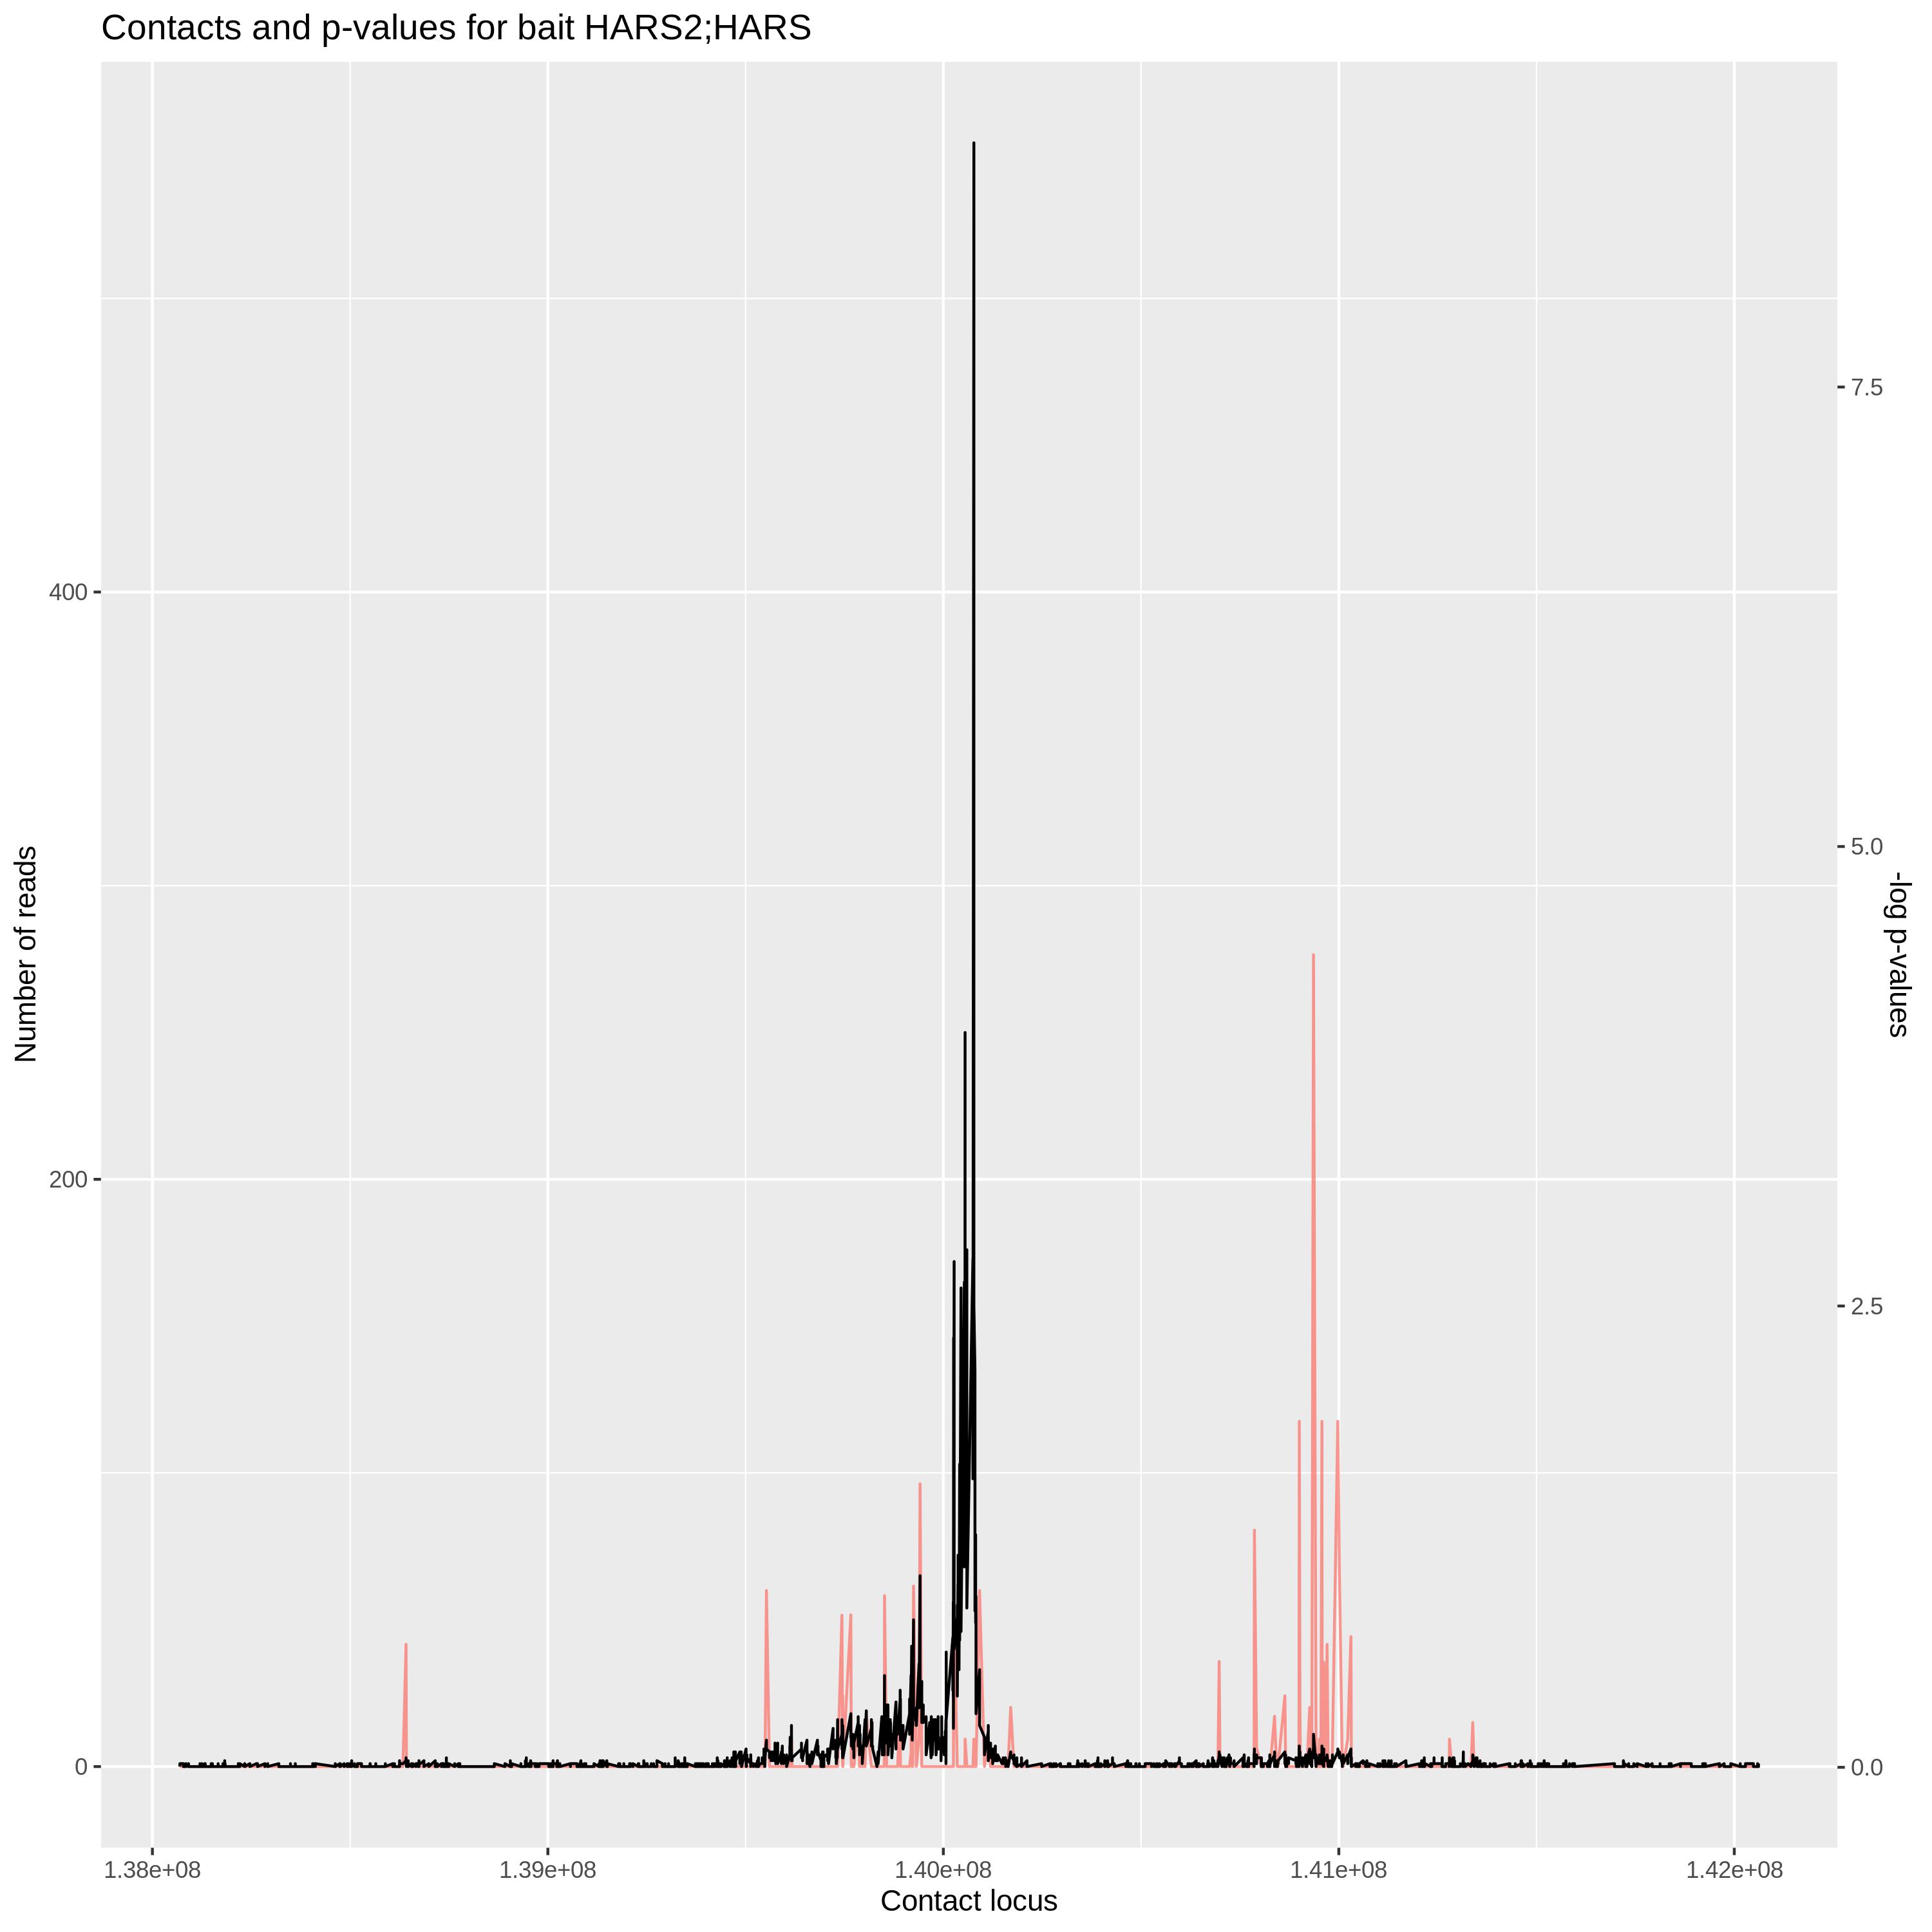 Contacts and p-values for bait HARS2;HARS
Number of reads
400
200
0
7.5
5.0
2.5
0.0
-log p-values
1.38e+08
1.39e+08
1.40e+08
1.41e+08
1.42e+08
Contact locus